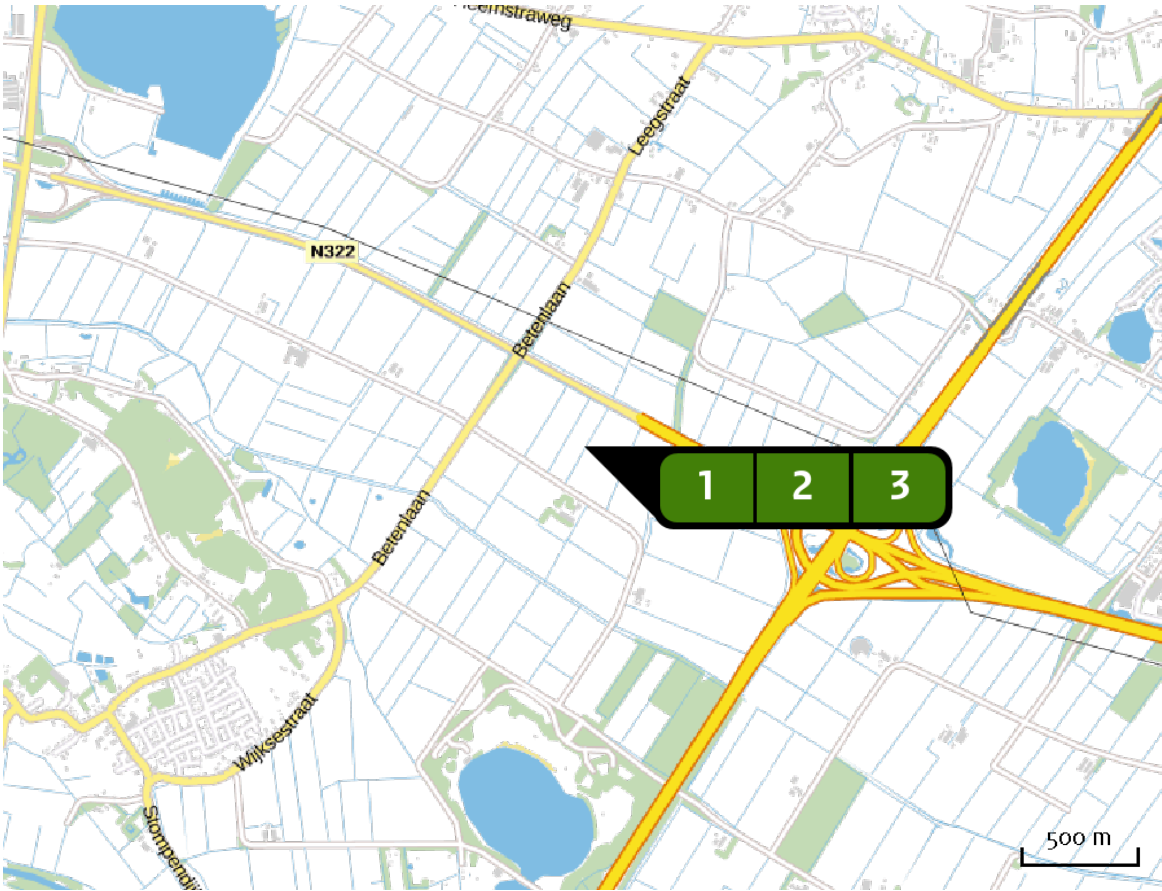 Leegstraat
N322
Betenlaan
1 2 3
Betenlaan
Wijksestraat
500 m